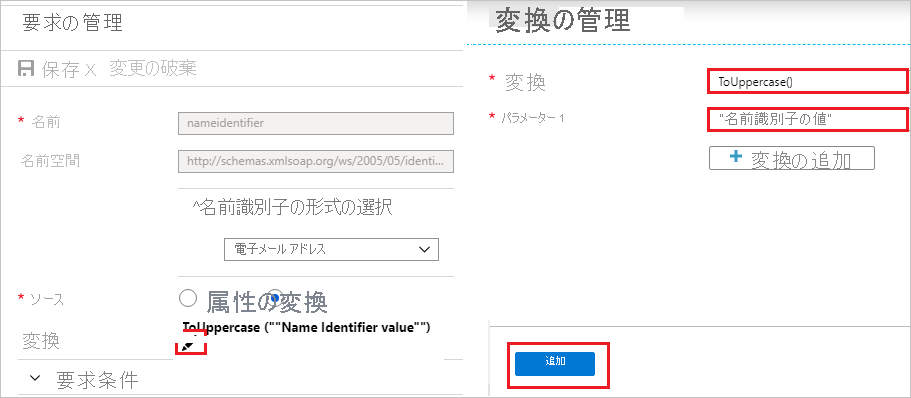 要求の管理
保存 X 変更の破棄
* 名前 nameidentifier
名前空間 http://schemas.xmlsoap.org/ws/2005/05/identi...
^名前識別子の形式の選択
電子メール アドレス
* ソース 属性の変換
変換 ToUppercase (""Name Identifier value"")
要求条件
変換の管理
* 変換 ToUppercase()
* パラメーター 1 "名前識別子の値"
+ 変換の追加
追加